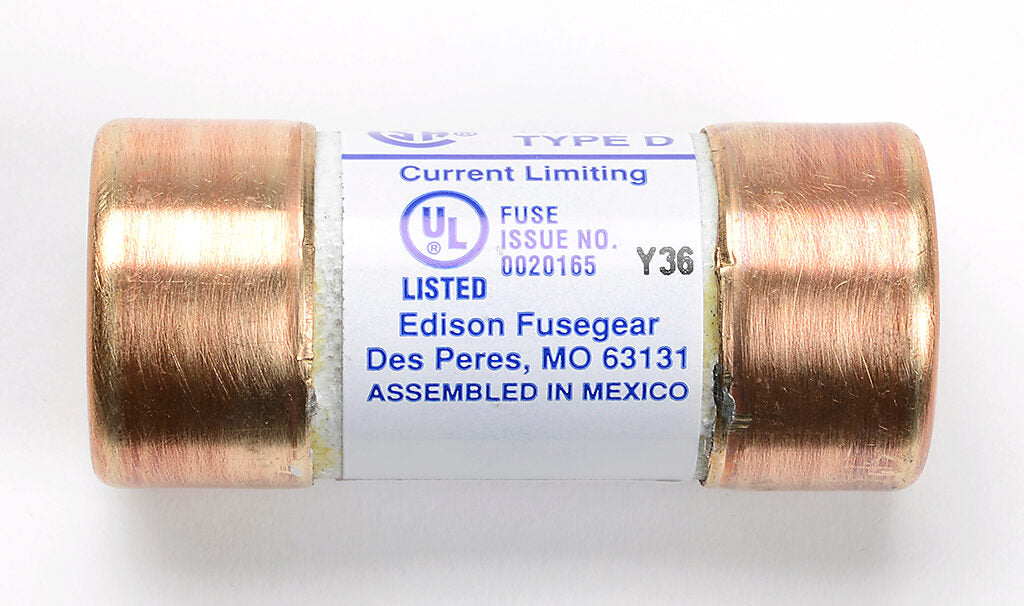 ® TYPE D
Current Limiting
UL ®
FUSE
ISSUE NO.
0020165
Y36
LISTED
Edison Fusegear
Des Peres, MO 63131
ASSEMBLED IN MEXICO